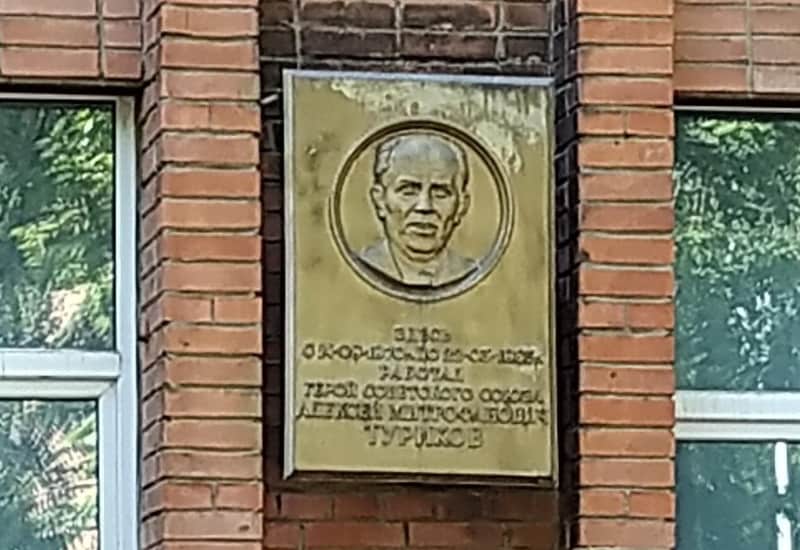 ЗДЕСЬ
РАБОТАЛ
ГЕРОЙ СОВЕТСКОГО СОЮЗА
АЛЕКСЕЙ МИТРОФАНОВИЧ
ТУРИКОВ